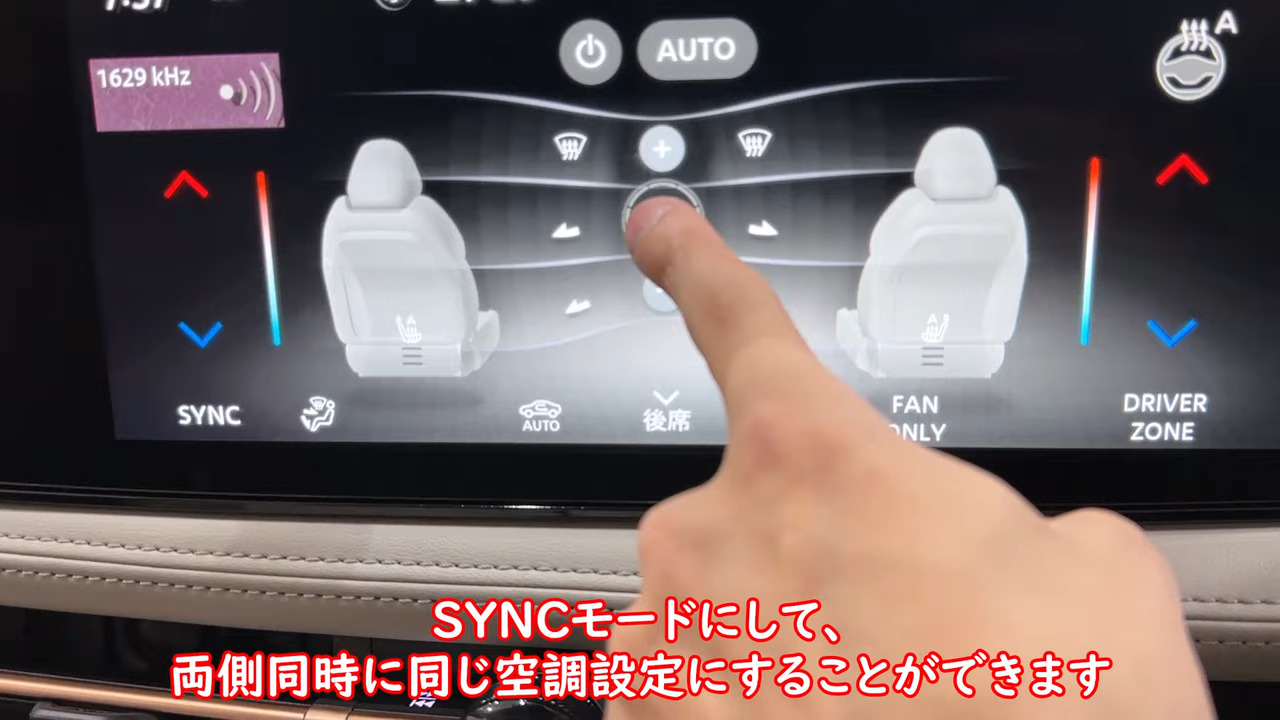 AUTO
A
1629 kHz
A
A
SYNC
AUTO
後席
FAN
ONLY
DRIVER
ZONE
SYNCモードにして、
両側同時に同じ空調設定にすることができます